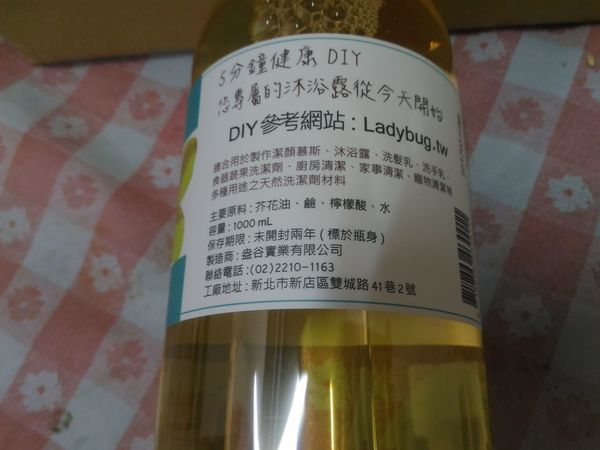 5分鐘健康 DIY
您專屬的沐浴露從今天開始
DIY參考網站：Ladybug.tw
適合用於製作潔顏慕斯、沐浴露、洗髮乳、洗手乳、
食器蔬果洗潔劑、廚房清潔、家事清潔、寵物清潔等
多種用途之天然洗潔劑材料
主要原料：芥花油、鹼、檸檬酸、水
容量：1000 mL
保存期限：未開封兩年(標於瓶身)
製造商：盎谷實業有限公司
聯絡電話：(02)2210-1163
工廠地址：新北市新店區雙城路41巷2號